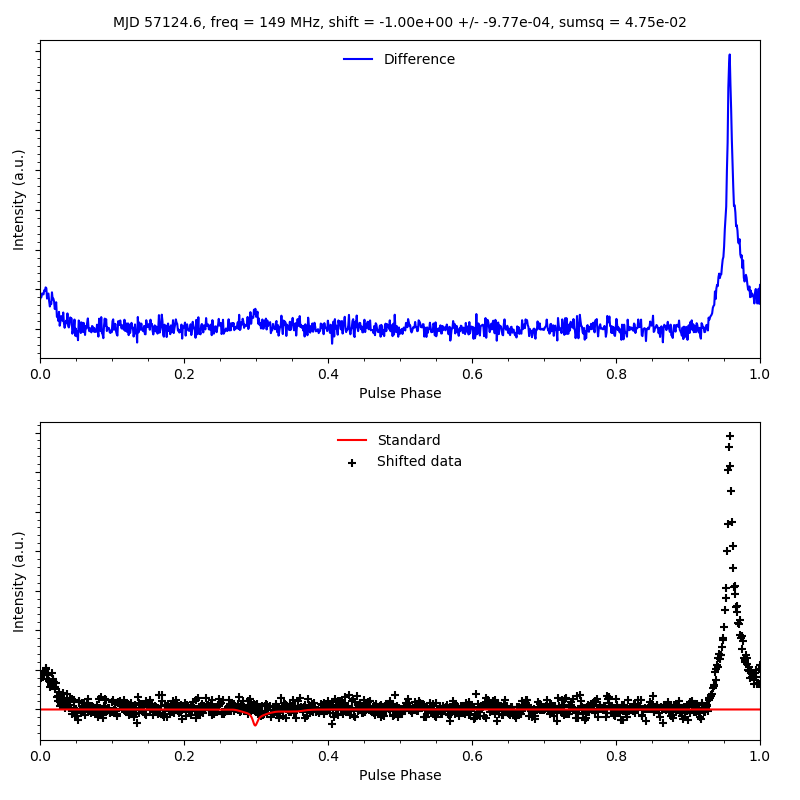 MJD 57124.6, freq = 149 MHz, shift = -1.00e+00 +/- -9.77e-04, sumsq = 4.75e-02
Difference
Intensity (a.u.)
0.0 0.2 0.4 0.6 0.8 1.0
Pulse Phase
Standard
Shifted data
Intensity (a.u.)
0.0 0.2 0.4 0.6 0.8 1.0
Pulse Phase